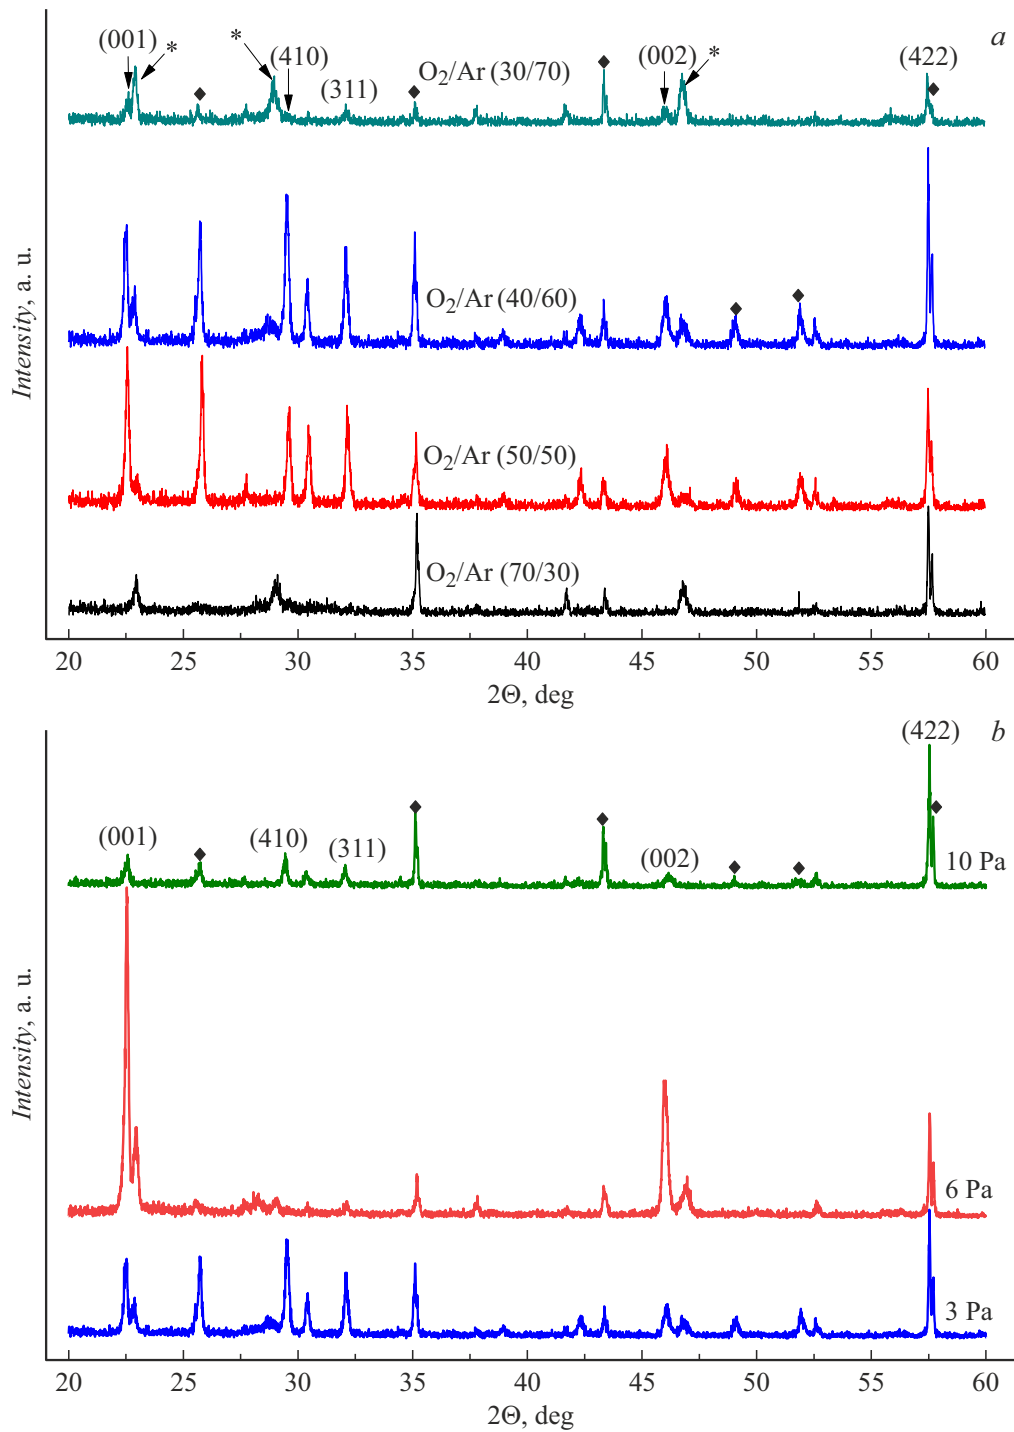 a
(001) * * (410) (311) O₂/Ar (30/70) (002) * (422)
O₂/Ar (40/60)
O₂/Ar (50/50)
O₂/Ar (70/30)
Intensity, a. u.
20 25 30 35 40 45 50 55 60
2Θ, deg
b
(001) (410) (311) (002) (422)
10 Pa
6 Pa
3 Pa
Intensity, a. u.
20 25 30 35 40 45 50 55 60
2Θ, deg